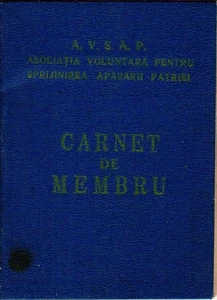 A. V. S. A. P.
ASOCIAȚIA VOLUNTARĂ PENTRU
SPRIJINIREA APĂRĂRII PATRIEI
CARNET
DE
MEMBRU